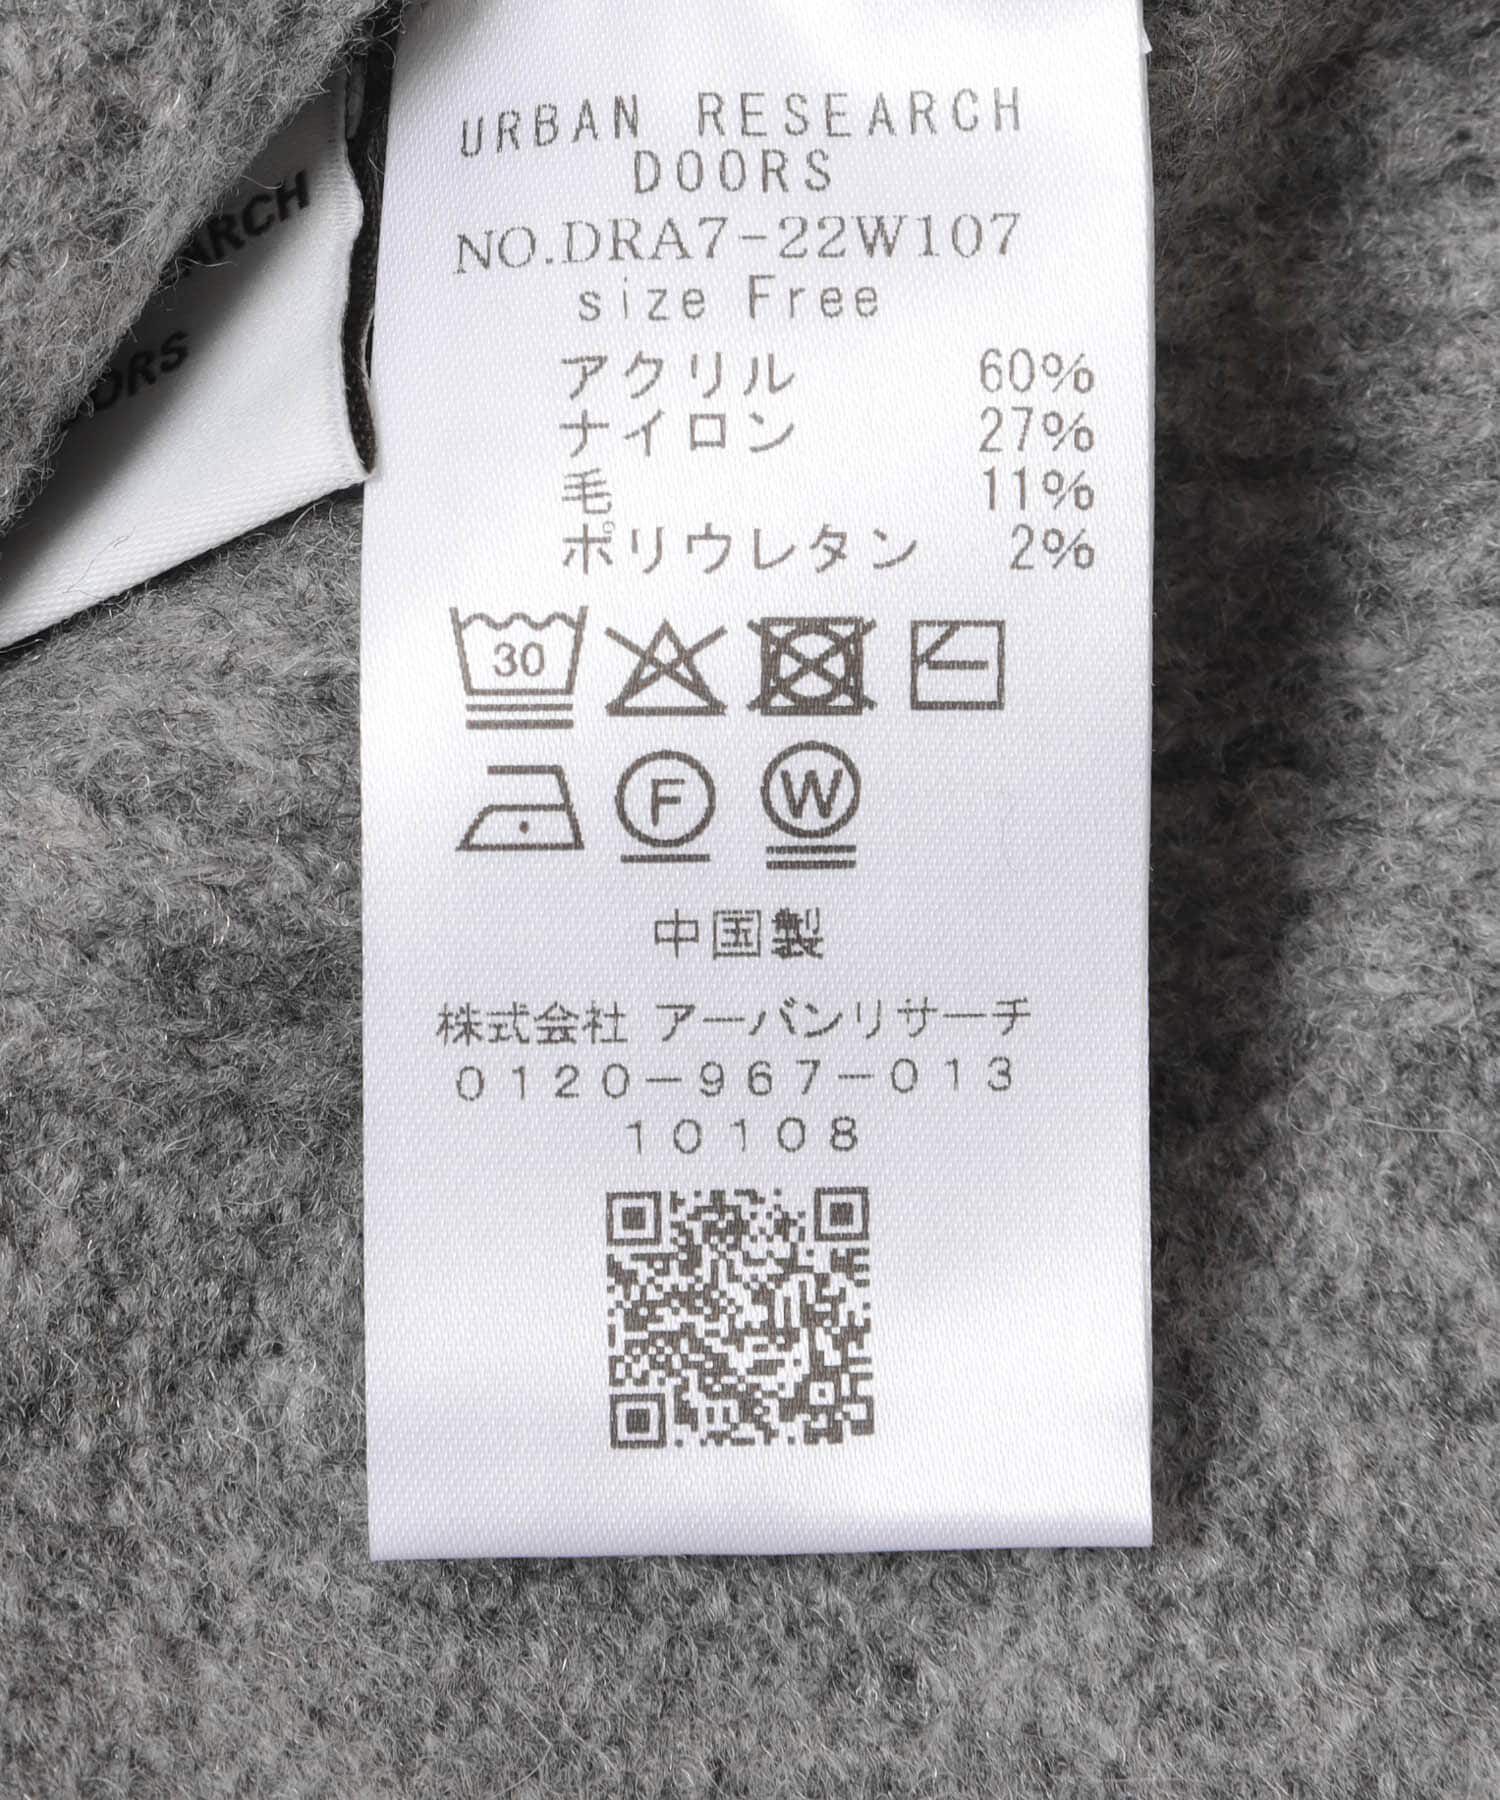 URBAN RESEARCH
DOORS
NO.DRA7-22W107
size Free
アクリル 60%
ナイロン 27%
毛 11%
ポリウレタン 2%
30
F
W
中国製
株式会社 アーバンリサーチ
0120-967-013
10108